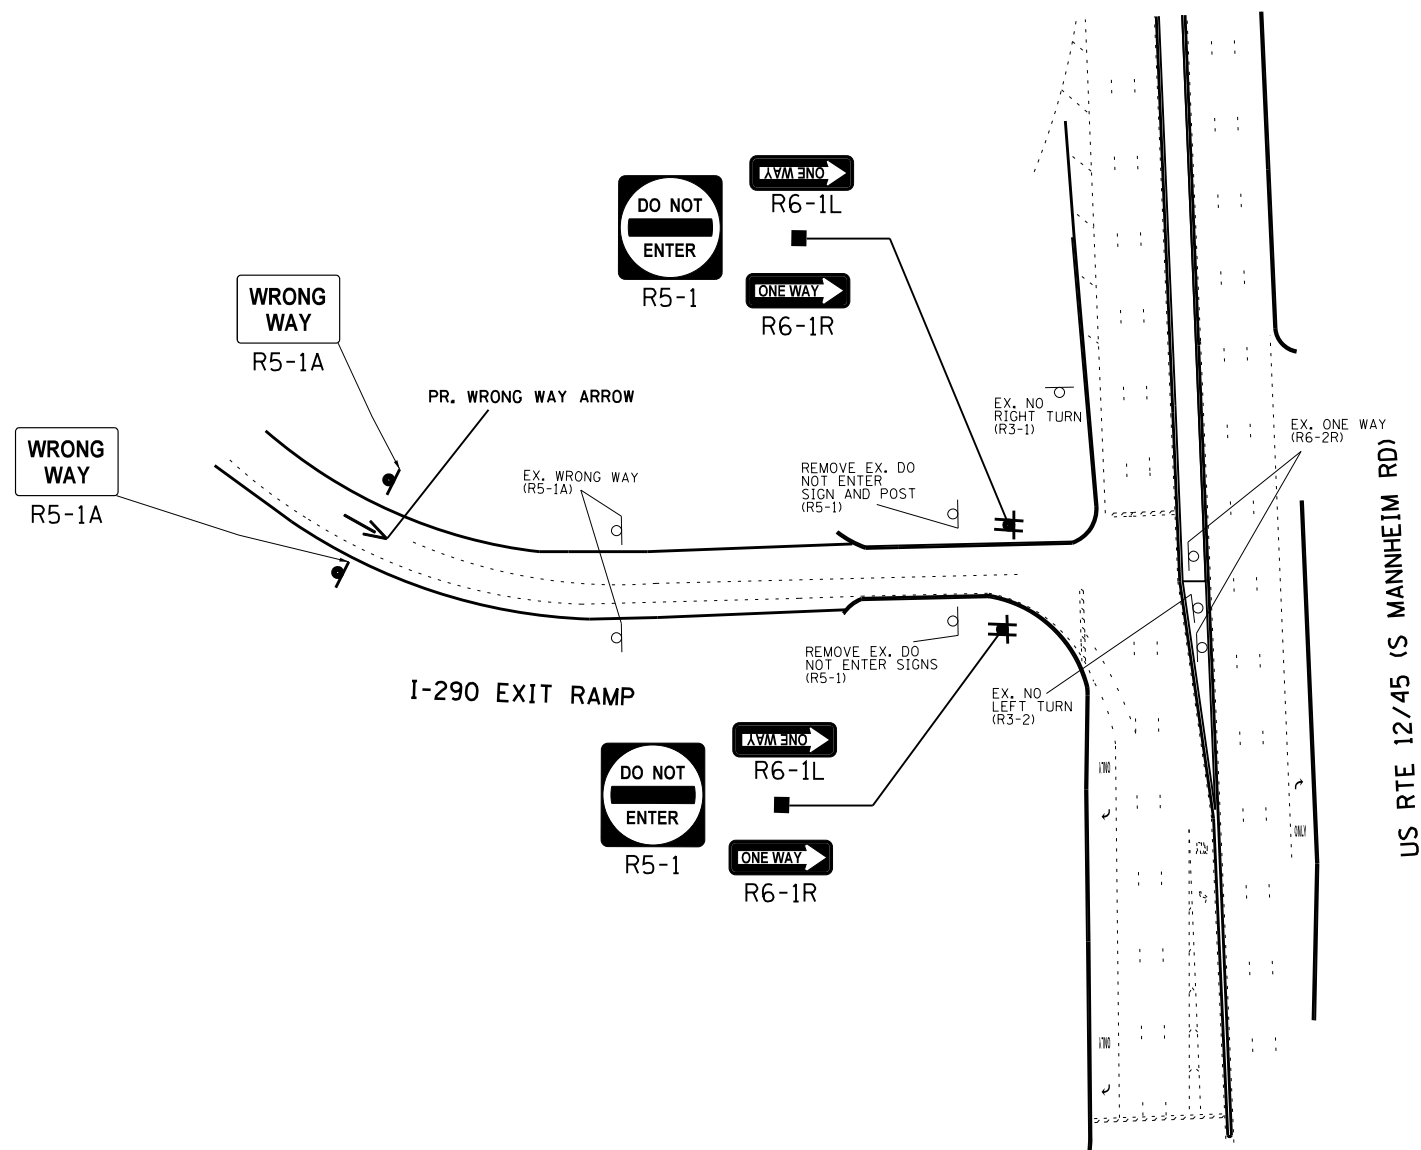 ONE WAY
R6-1L
DO NOT
ENTER
R5-1
ONE WAY
R6-1R
WRONG
WAY
R5-1A
PR. WRONG WAY ARROW
WRONG
WAY
R5-1A
EX. WRONG WAY
(R5-1A)
REMOVE EX. DO
NOT ENTER
SIGN AND POST
(R5-1)
EX. NO
RIGHT TURN
(R3-1)
EX. ONE WAY
(R6-2R)
US RTE 12/45 (S MANNHEIM RD)
REMOVE EX. DO
NOT ENTER SIGNS
(R5-1)
EX. NO
LEFT TURN
(R3-2)
I-290 EXIT RAMP
ONE WAY
R6-1L
DO NOT
ENTER
R5-1
ONE WAY
R6-1R
ONLY
ONLY
ONLY